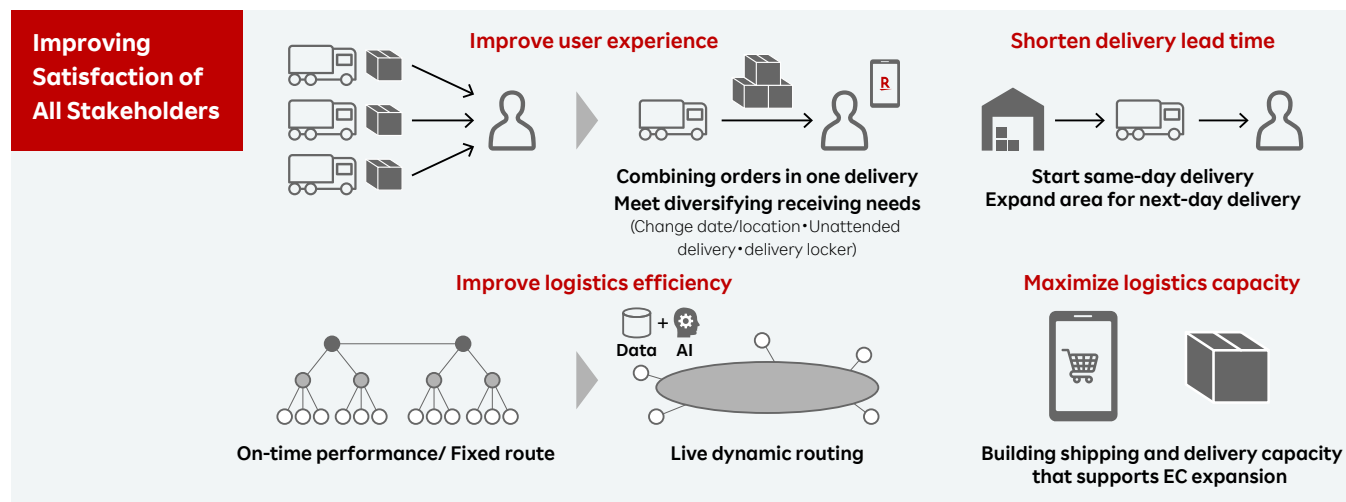 Improving
Satisfaction of
All Stakeholders
Improve user experience
R
Combining orders in one delivery
Meet diversifying receiving needs
(Change date/location•Unattended
delivery•delivery locker)
Shorten delivery lead time
Start same-day delivery
Expand area for next-day delivery
Improve logistics efficiency
On-time performance/ Fixed route
+
Data AI
Live dynamic routing
Maximize logistics capacity
Building shipping and delivery capacity
that supports EC expansion